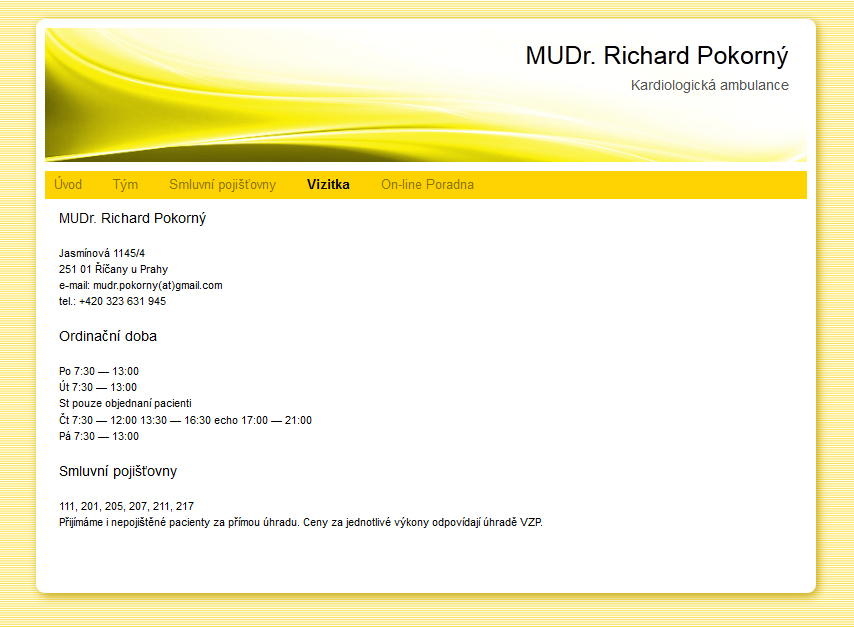 MUDr. Richard Pokorný
Kardiologická ambulance
Úvod Tým Smluvní pojišťovny Vizitka On-line Poradna
MUDr. Richard Pokorný
Jasmínová 1145/4
251 01 Říčany u Prahy
e-mail: mudr.pokorny(at)gmail.com
tel.: +420 323 631 945
Ordinační doba
Po 7:30 — 13:00
Út 7:30 — 13:00
St pouze objednaní pacienti
Čt 7:30 — 12:00 13:30 — 16:30 echo 17:00 — 21:00
Pá 7:30 — 13:00
Smluvní pojišťovny
111, 201, 205, 207, 211, 217
Přijímáme i nepojištěné pacienty za přímou úhradu. Ceny za jednotlivé výkony odpovídají úhradě VZP.